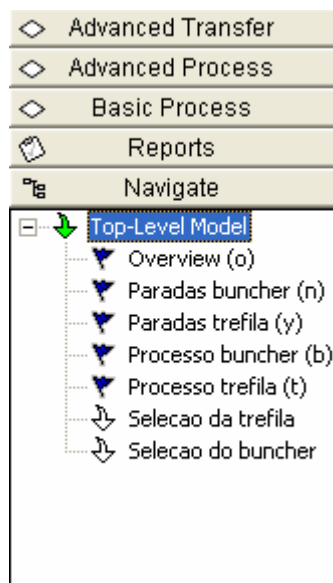 Advanced Transfer
Advanced Process
Basic Process
Reports
Navigate
Top-Level Model
Overview (o)
Paradas buncher (n)
Paradas trefila (y)
Processo buncher (b)
Processo trefila (t)
Selecao da trefila
Selecao do buncher